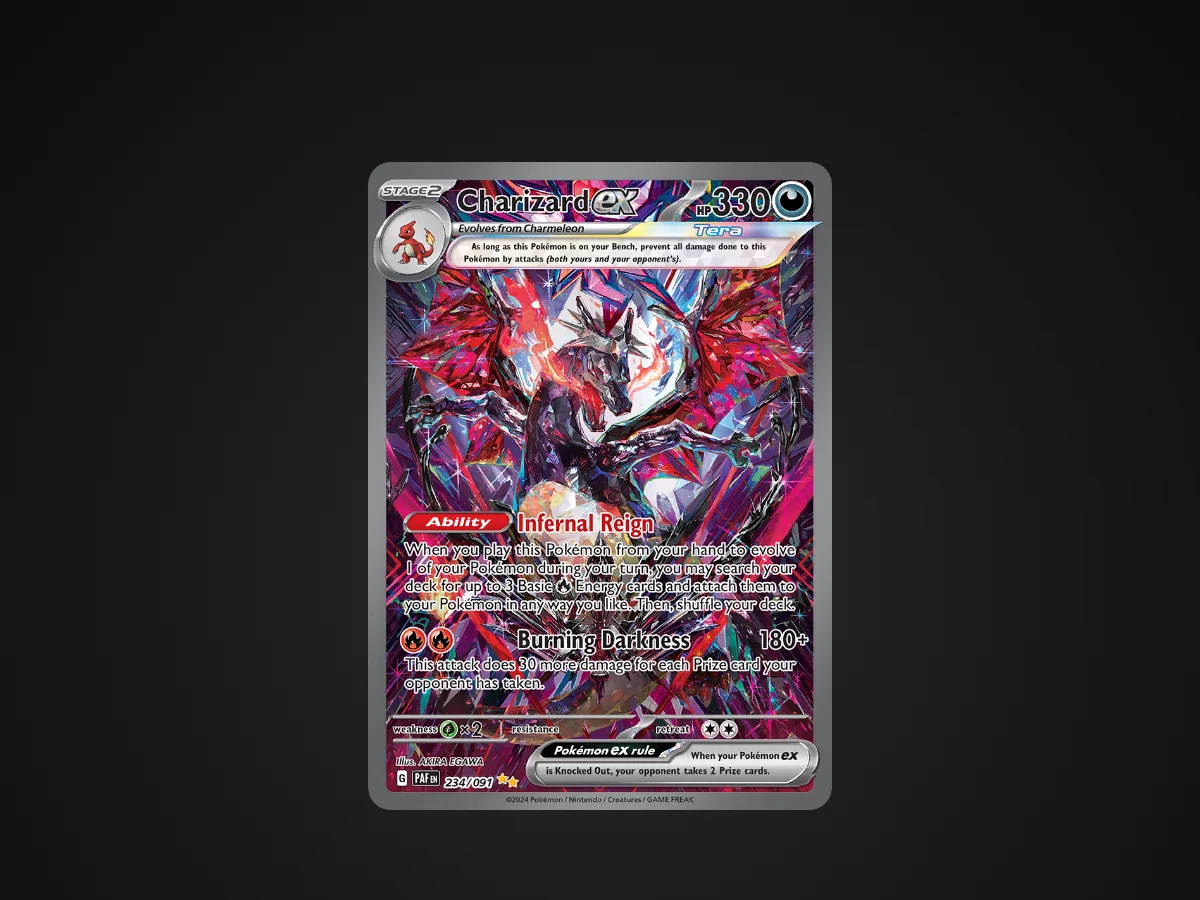 STAGE2
Charizard ex
HP 330
Evolves from Charmeleon
Tera
As long as this Pokémon is on your Bench, prevent all damage done to this
Pokémon by attacks (both yours and your opponent's).
Ability Infernal Reign
When you play this Pokémon from your hand to evolve
1 of your Pokémon during your turn, you may search your
deck for up to 3 Basic Energy cards and attach them to
your Pokémon in any way you like. Then, shuffle your deck.
Burning Darkness 180+
This attack does 30 more damage for each Prize card your
opponent has taken.
weakness ×2 resistance retreat
Illus. AKIRA EGAWA
G PAF EN 234/091
Pokémon ex rule
When your Pokémon ex
is Knocked Out, your opponent takes 2 Prize cards.
©2024 Pokémon / Nintendo / Creatures / GAME FREAK